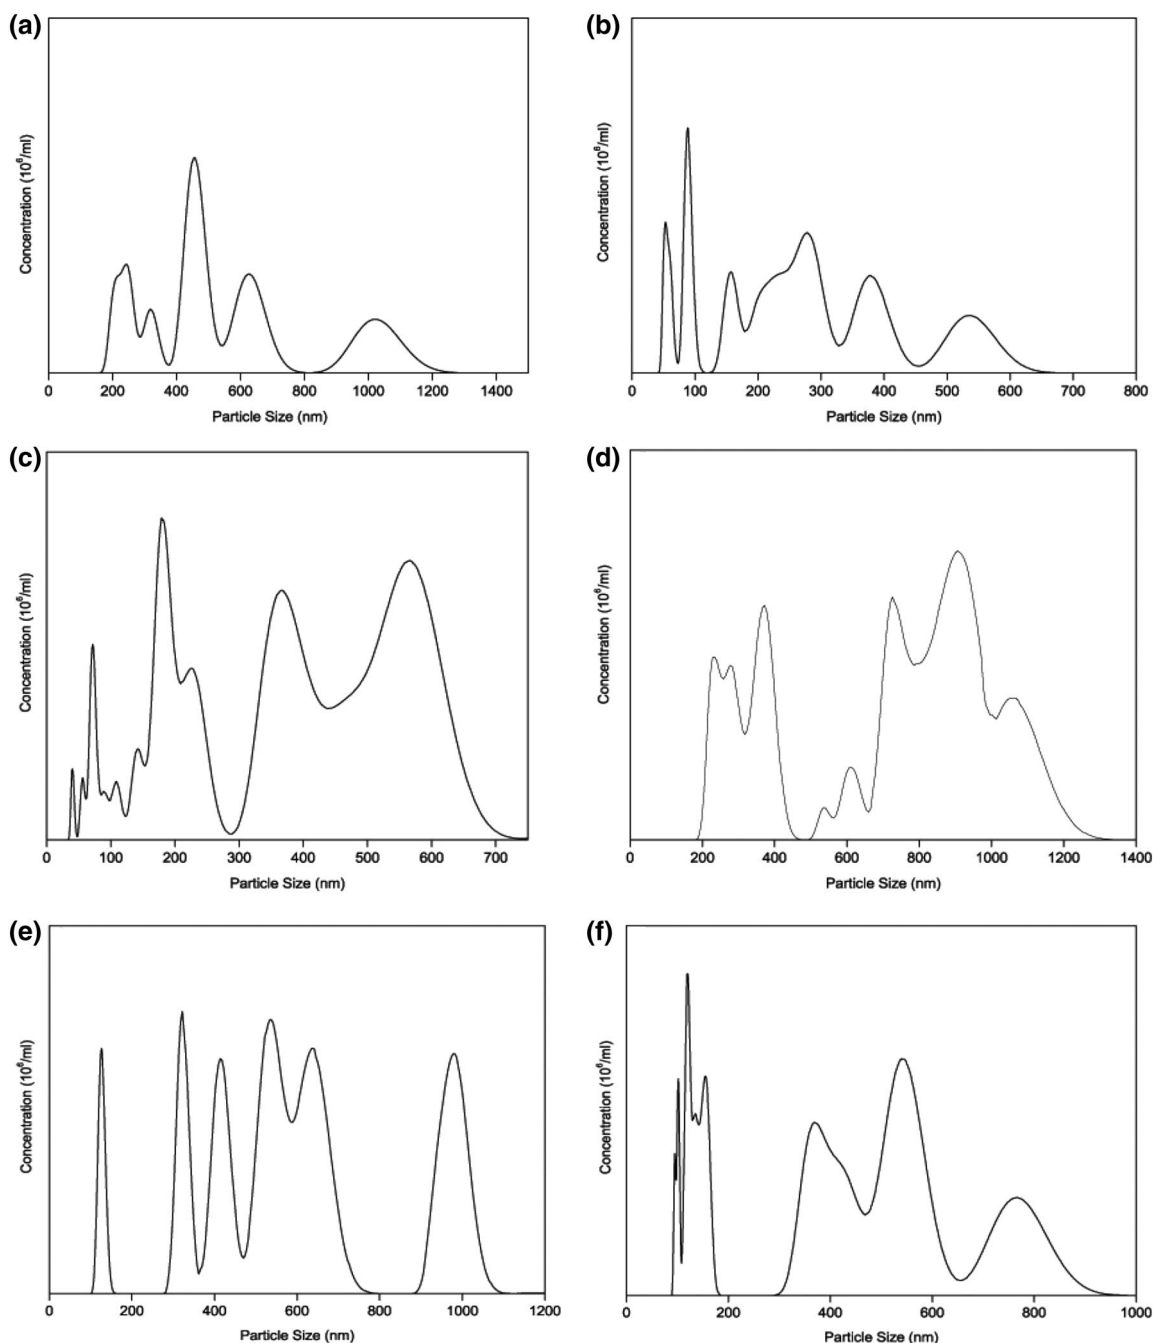 (a)
Concentration (10⁶/ml)
0 200 400 600 800 1000 1200 1400
Particle Size (nm)
(b)
Concentration (10⁶/ml)
0 100 200 300 400 500 600 700 800
Particle Size (nm)
(c)
Concentration (10⁶/ml)
0 100 200 300 400 500 600 700
Particle Size (nm)
(d)
Concentration (10⁶/ml)
0 200 400 600 800 1000 1200 1400
Particle Size (nm)
(e)
Concentration (10⁶/ml)
0 200 400 600 800 1000 1200
Particle Size (nm)
(f)
Concentration (10⁶/ml)
0 200 400 600 800 1000
Particle Size (nm)